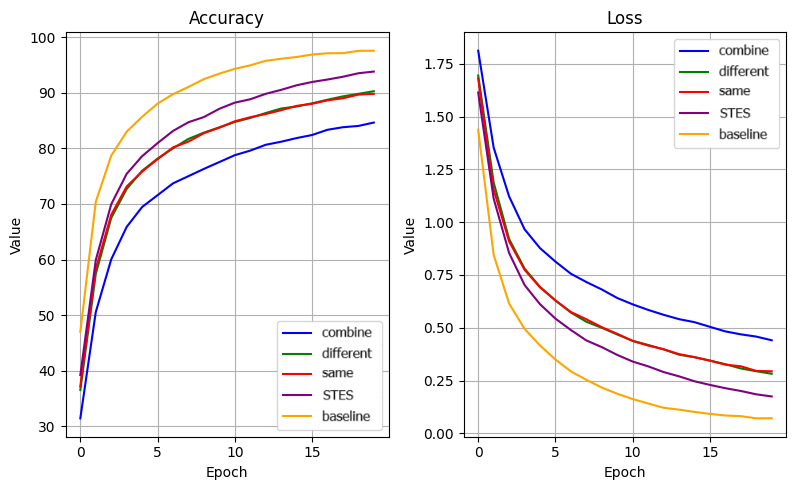 Accuracy
100
90
80
70
60
50
40
30
Value
0
5
10
15
Epoch
combine
different
same
STES
baseline
Loss
1.75
1.50
1.25
1.00
0.75
0.50
0.25
0.00
Value
0
5
10
15
Epoch
combine
different
same
STES
baseline